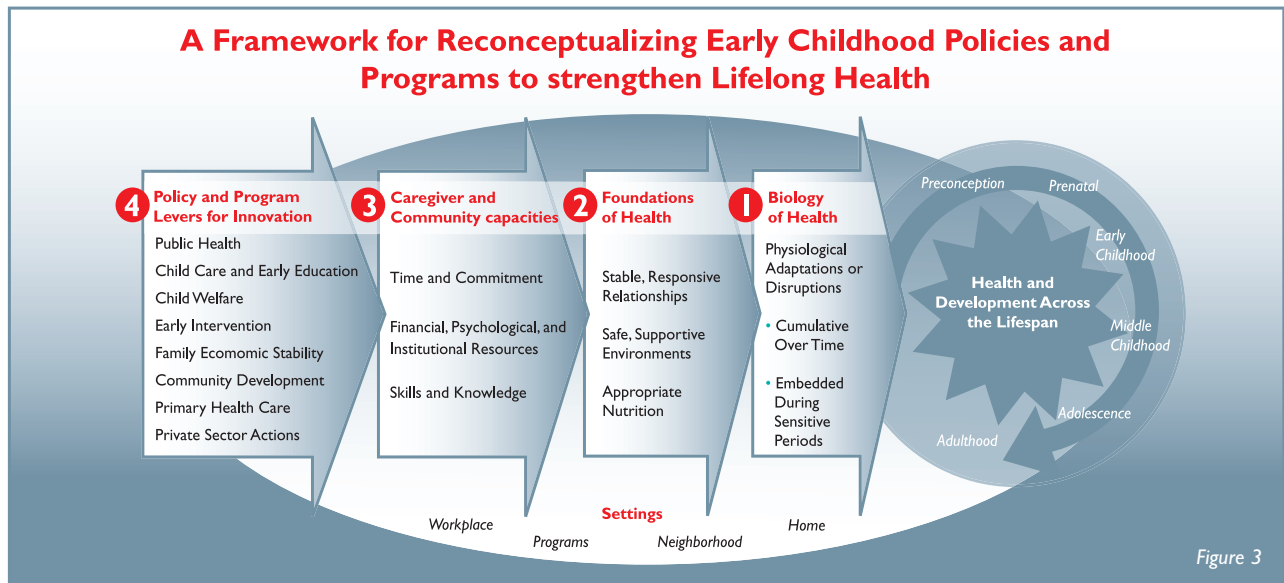 A Framework for Reconceptualizing Early Childhood Policies and
Programs to strengthen Lifelong Health
4
Policy and Program
Levers for Innovation
Public Health
Child Care and Early Education
Child Welfare
Early Intervention
Family Ecomomic Stability
Community Development
Primary Health Care
Private Sector Actions
3
Caregiver and
Community capacities
Time and Commitment
Financial, Psychological, and
Institutional Resources
Skills and Knowledge
2
Foundations
of Health
Stable, Responsive
Relationships
Safe, Supportive
Environments
Appropriate
Nutrition
1
Biology
of Health
Physiological
Adaptations or
Disruptions
• Cumulative
Over Time
• Embedded
During
Sensitive
Periods
Preconception
Prenatal
Early
Childhood
Middle
Childhood
Adolescence
Adulthood
Health and
Development Across
the Lifespan
Settings
Workplace
Programs
Neighborhood
Home
Figure 3